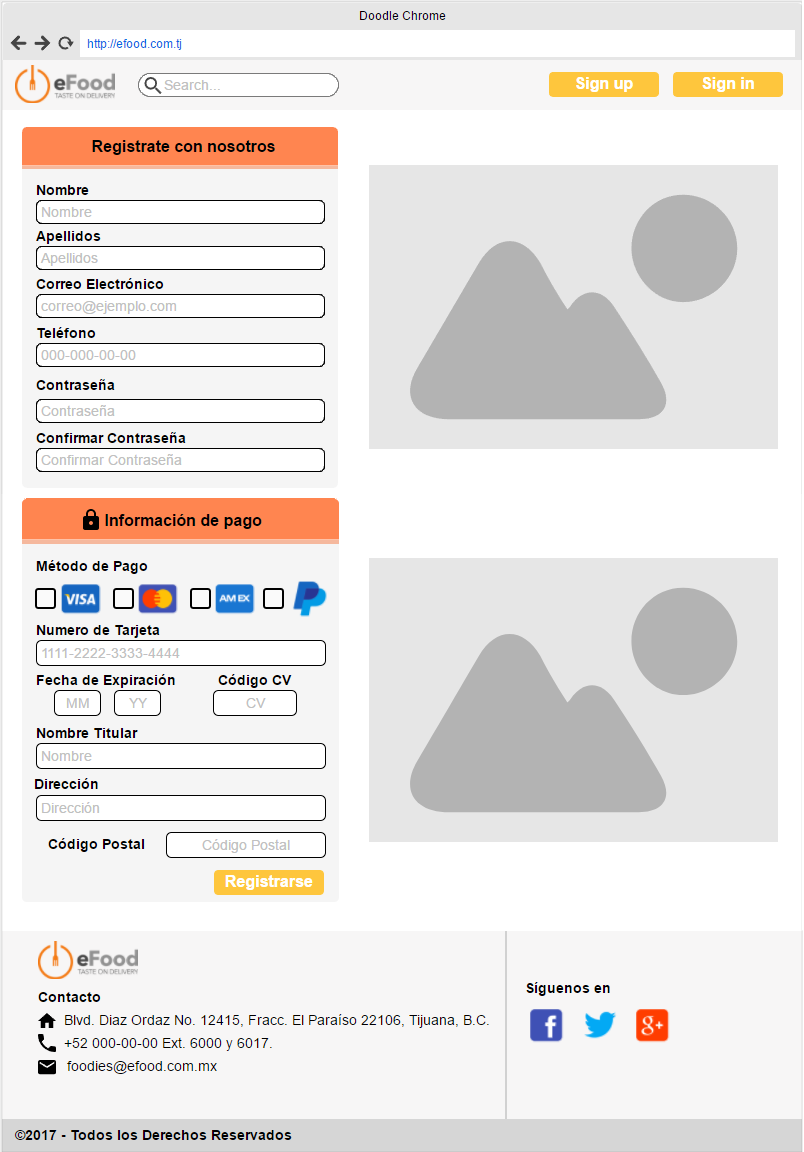 Doodle Chrome
http://efood.com.tj
eFood
TASTE ON DELIVERY
Search...
Sign up
Sign in
Registrate con nosotros
Nombre
Nombre
Apellidos
Apellidos
Correo Electrónico
correo@ejemplo.com
Teléfono
000-000-00-00
Contraseña
Contraseña
Confirmar Contraseña
Confirmar Contraseña
Información de pago
Método de Pago
VISA
AM EX
Numero de Tarjeta
1111-2222-3333-4444
Fecha de Expiración Código CV
MM YY CV
Nombre Titular
Nombre
Dirección
Dirección
Código Postal Código Postal
Registrarse
eFood
TASTE ON DELIVERY
Contacto
Blvd. Diaz Ordaz No. 12415, Fracc. El Paraíso 22106, Tijuana, B.C.
+52 000-00-00 Ext. 6000 y 6017.
foodies@efood.com.mx
Síguenos en
f
g+
©2017 - Todos los Derechos Reservados